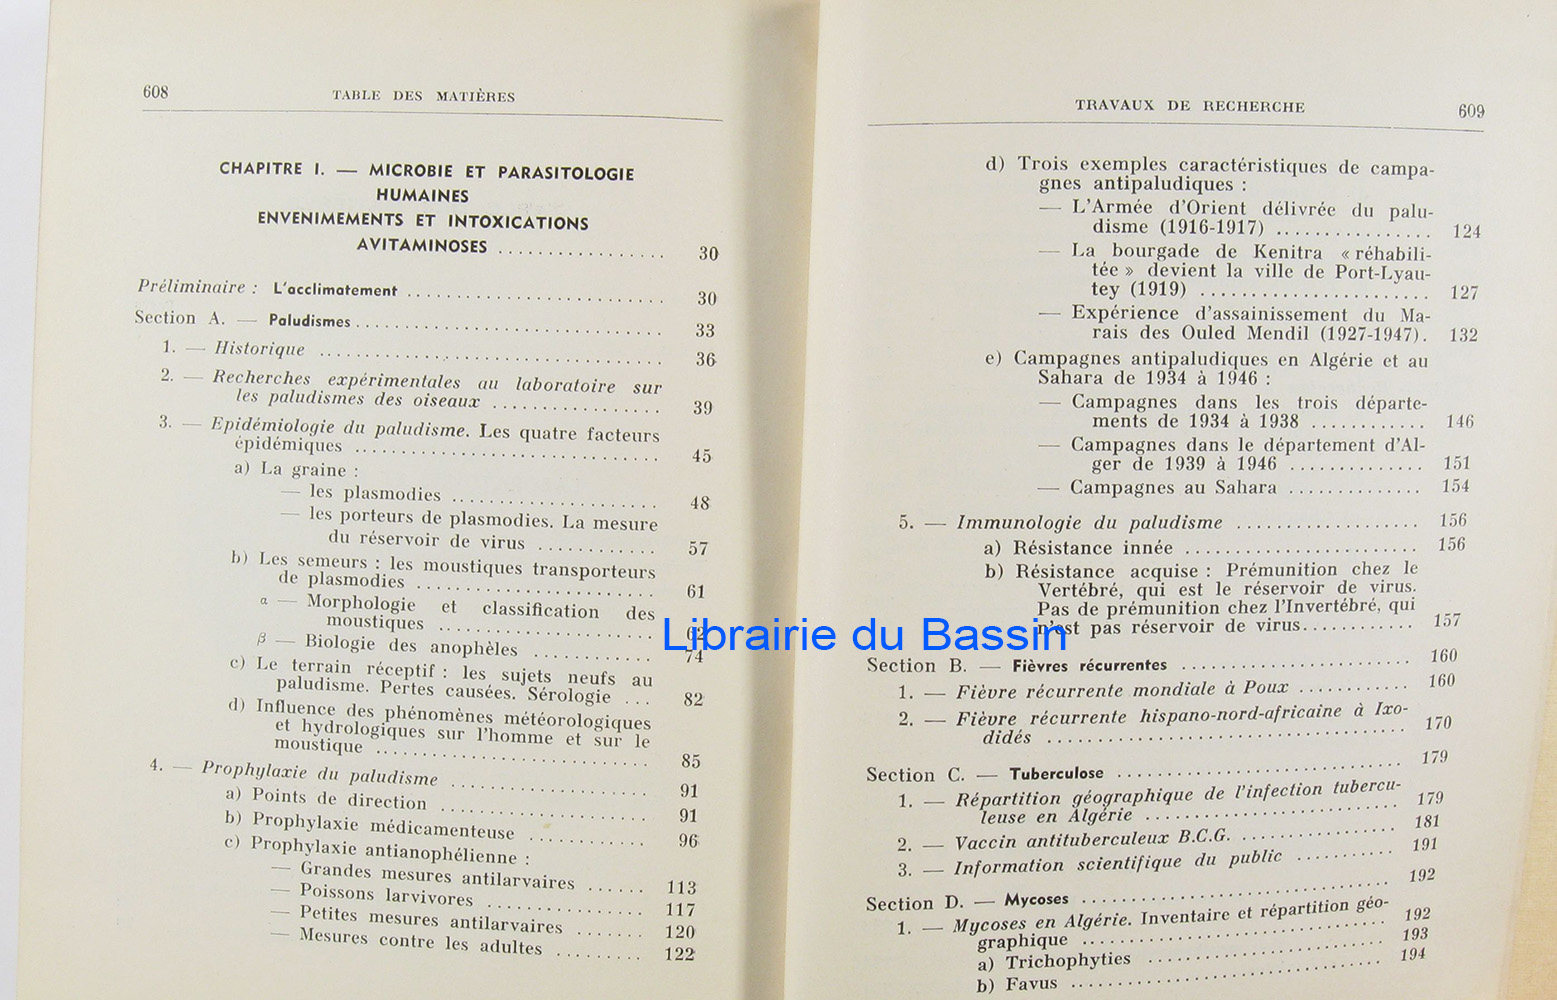 608
TABLE DES MATIÈRES
CHAPITRE I. — MICROBIE ET PARASITOLOGIE
HUMAINES
ENVENIMEMENTS ET INTOXICATIONS
AVITAMINOSES ................. 30
Préliminaire : L'acclimatement .......................... 30
Section A. — Paludismes............................... 33
1. — Historique .................................. 36
2. — Recherches expérimentales au laboratoire sur
les paludismes des oiseaux ................. 39
3. — Epidémiologie du paludisme. Les quatre facteurs
épidémiques ............................... 45
a) La graine :
— les plasmodies ..................... 48
— les porteurs de plasmodies. La mesure
du réservoir de virus ............ 57
b) Les semeurs : les moustiques transporteurs
de plasmodies ........................ 61
α — Morphologie et classification des
moustiques ...................... 62
β — Biologie des anophèles ............ 74
c) Le terrain réceptif : les sujets neufs au
paludisme. Pertes causées. Sérologie ... 82
d) Influence des phénomènes météorologiques
et hydrologiques sur l'homme et sur le
moustique ........................... 85
4. — Prophylaxie du paludisme .................... 91
a) Points de direction ..................... 91
b) Prophylaxie médicamenteuse ............ 96
c) Prophylaxie antianophélienne :
— Grandes mesures antilarvaires ...... 113
— Poissons larvivores ................ 117
— Petites mesures antilarvaires ....... 120
— Mesures contre les adultes ......... 122
TRAVAUX DE RECHERCHE
609
d) Trois exemples caractéristiques de campa-
gnes antipaludiques :
— L'Armée d'Orient délivrée du palu-
disme (1916-1917) ................ 124
— La bourgade de Kenitra « réhabili-
tée » devient la ville de Port-Lyau-
tey (1919) ....................... 127
— Expérience d'assainissement du Ma-
rais des Ouled Mendil (1927-1947). 132
e) Campagnes antipaludiques en Algérie et au
Sahara de 1934 à 1946 :
— Campagnes dans les trois départe-
ments de 1934 à 1938 ............ 146
— Campagnes dans le département d'Al-
ger de 1939 à 1946 .............. 151
— Campagnes au Sahara .............. 154
5. — Immunologie du paludisme ................... 156
a) Résistance innée ........................ 156
b) Résistance acquise : Prémunition chez le
Vertébré, qui est le réservoir de virus.
Pas de prémunition chez l'Invertébré, qui
n'est pas réservoir de virus............ 157
Section B. — Fièvres récurrentes ....................... 160
1. — Fièvre récurrente mondiale à Poux ............ 160
2. — Fièvre récurrente hispano-nord-africaine à Ixo-
didés .................................... 170
Section C. — Tuberculose ............................. 179
1. — Répartition géographique de l'infection tubercu-
leuse en Algérie .......................... 179
2. — Vaccin antituberculeux B.C.G. ................ 181
3. — Information scientifique du public ........... 191
Section D. — Mycoses ................................ 192
1. — Mycoses en Algérie. Inventaire et répartition géo-
graphique ................................ 192
a) Trichophyties .......................... 193
b) Favus ................................. 194
Librairie du Bassin